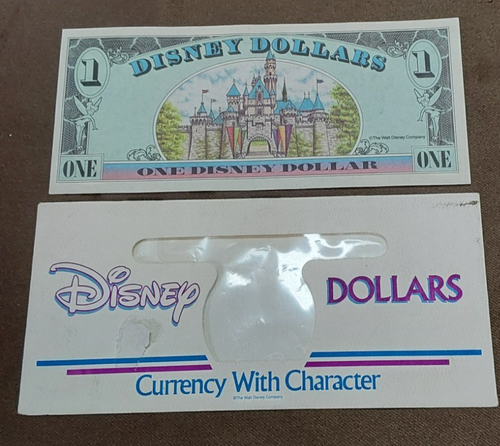 DISNEY DOLLARS
1 1
©The Walt Disney Company
ONE ONE
ONE DISNEY DOLLAR
Disney DOLLARS
Currency With Character
©The Walt Disney Company